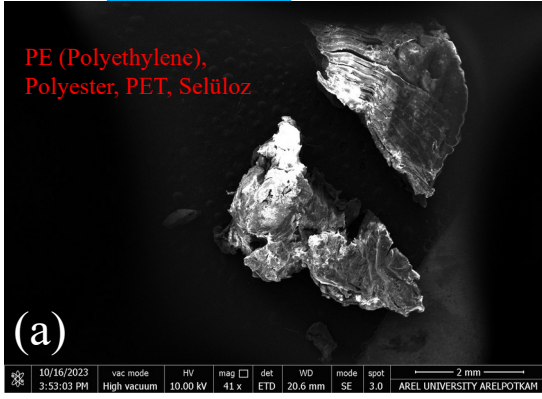 PE (Polyethylene),
Polyester, PET, Selüloz
(a)
10/16/2023 vac mode HV mag det WD mode spot 2 mm
3:53:03 PM High vacuum 10.00 kV 41 x ETD 20.6 mm SE 3.0 AREL UNIVERSITY ARELPOTKAM